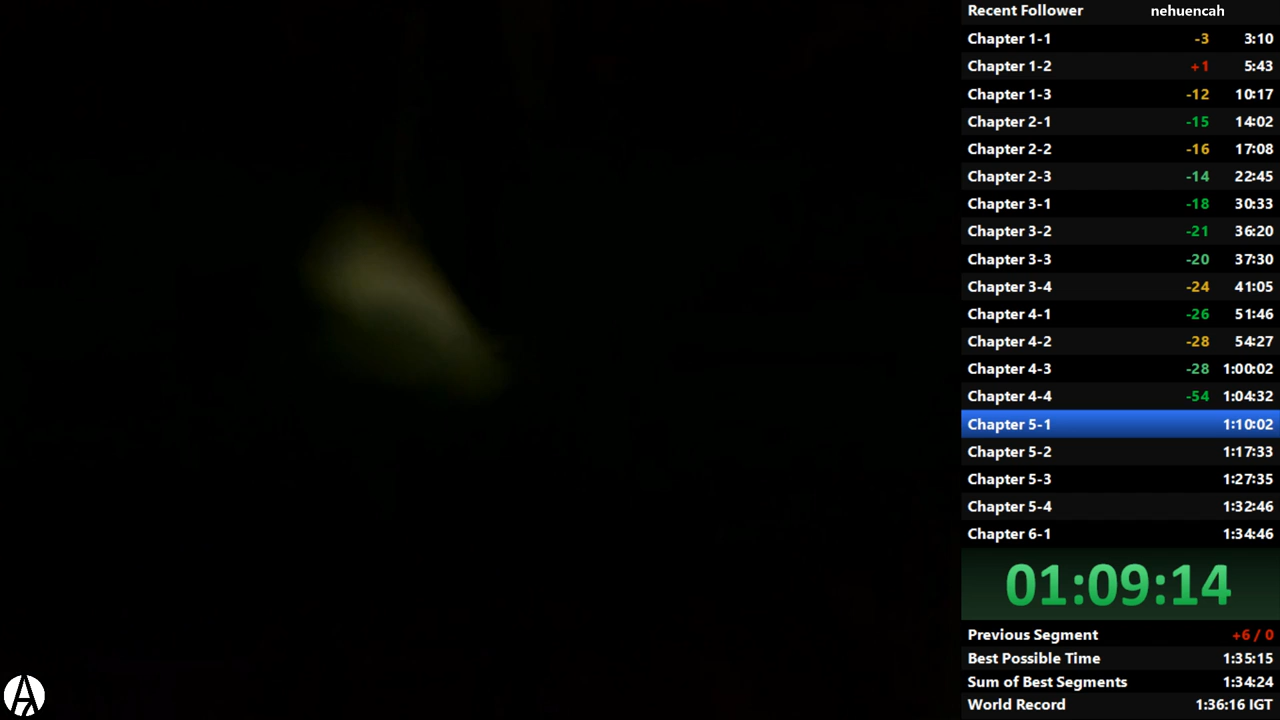 Recent Follower nehuencah
Chapter 1-1 -3 3:10
Chapter 1-2 +1 5:43
Chapter 1-3 -12 10:17
Chapter 2-1 -15 14:02
Chapter 2-2 -16 17:08
Chapter 2-3 -14 22:45
Chapter 3-1 -18 30:33
Chapter 3-2 -21 36:20
Chapter 3-3 -20 37:30
Chapter 3-4 -24 41:05
Chapter 4-1 -26 51:46
Chapter 4-2 -28 54:27
Chapter 4-3 -28 1:00:02
Chapter 4-4 -54 1:04:32
Chapter 5-1 1:10:02
Chapter 5-2 1:17:33
Chapter 5-3 1:27:35
Chapter 5-4 1:32:46
Chapter 6-1 1:34:46
01:09:14
Previous Segment +6 / 0
Best Possible Time 1:35:15
Sum of Best Segments 1:34:24
World Record 1:36:16 IGT